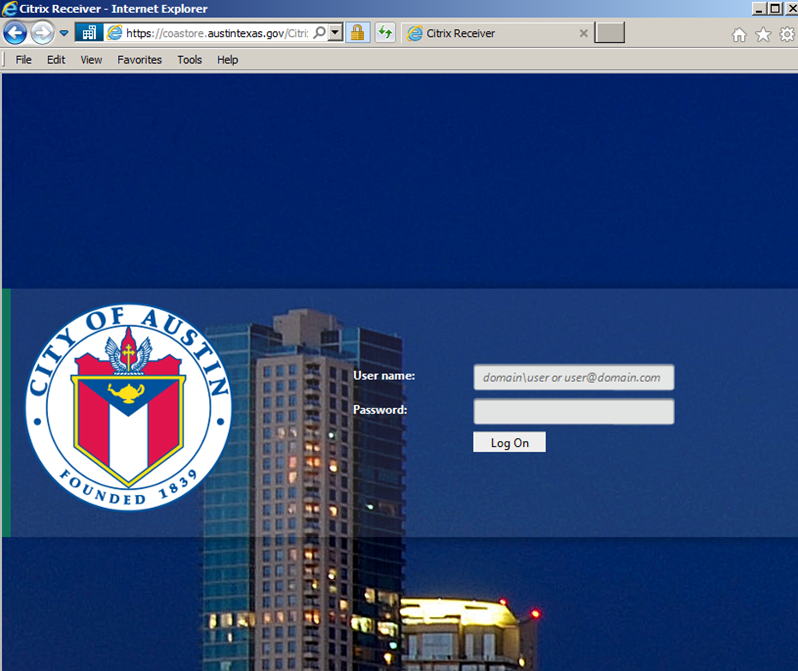 Citrix Receiver - Internet Explorer
https://coastore.austintexas.gov/Citri
Citrix Receiver
File Edit View Favorites Tools Help
CITY OF AUSTIN
FOUNDED 1839
User name:
domain\user or user@domain.com
Password:
Log On